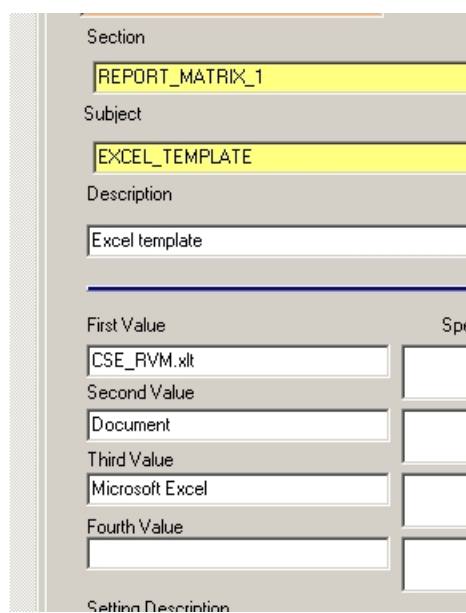 Section
REPORT_MATRIX_1
Subject
EXCEL_TEMPLATE
Description
Excel template
First Value
Spe
CSE_RVM.xlt
Second Value
Document
Third Value
Microsoft Excel
Fourth Value
Setting Description